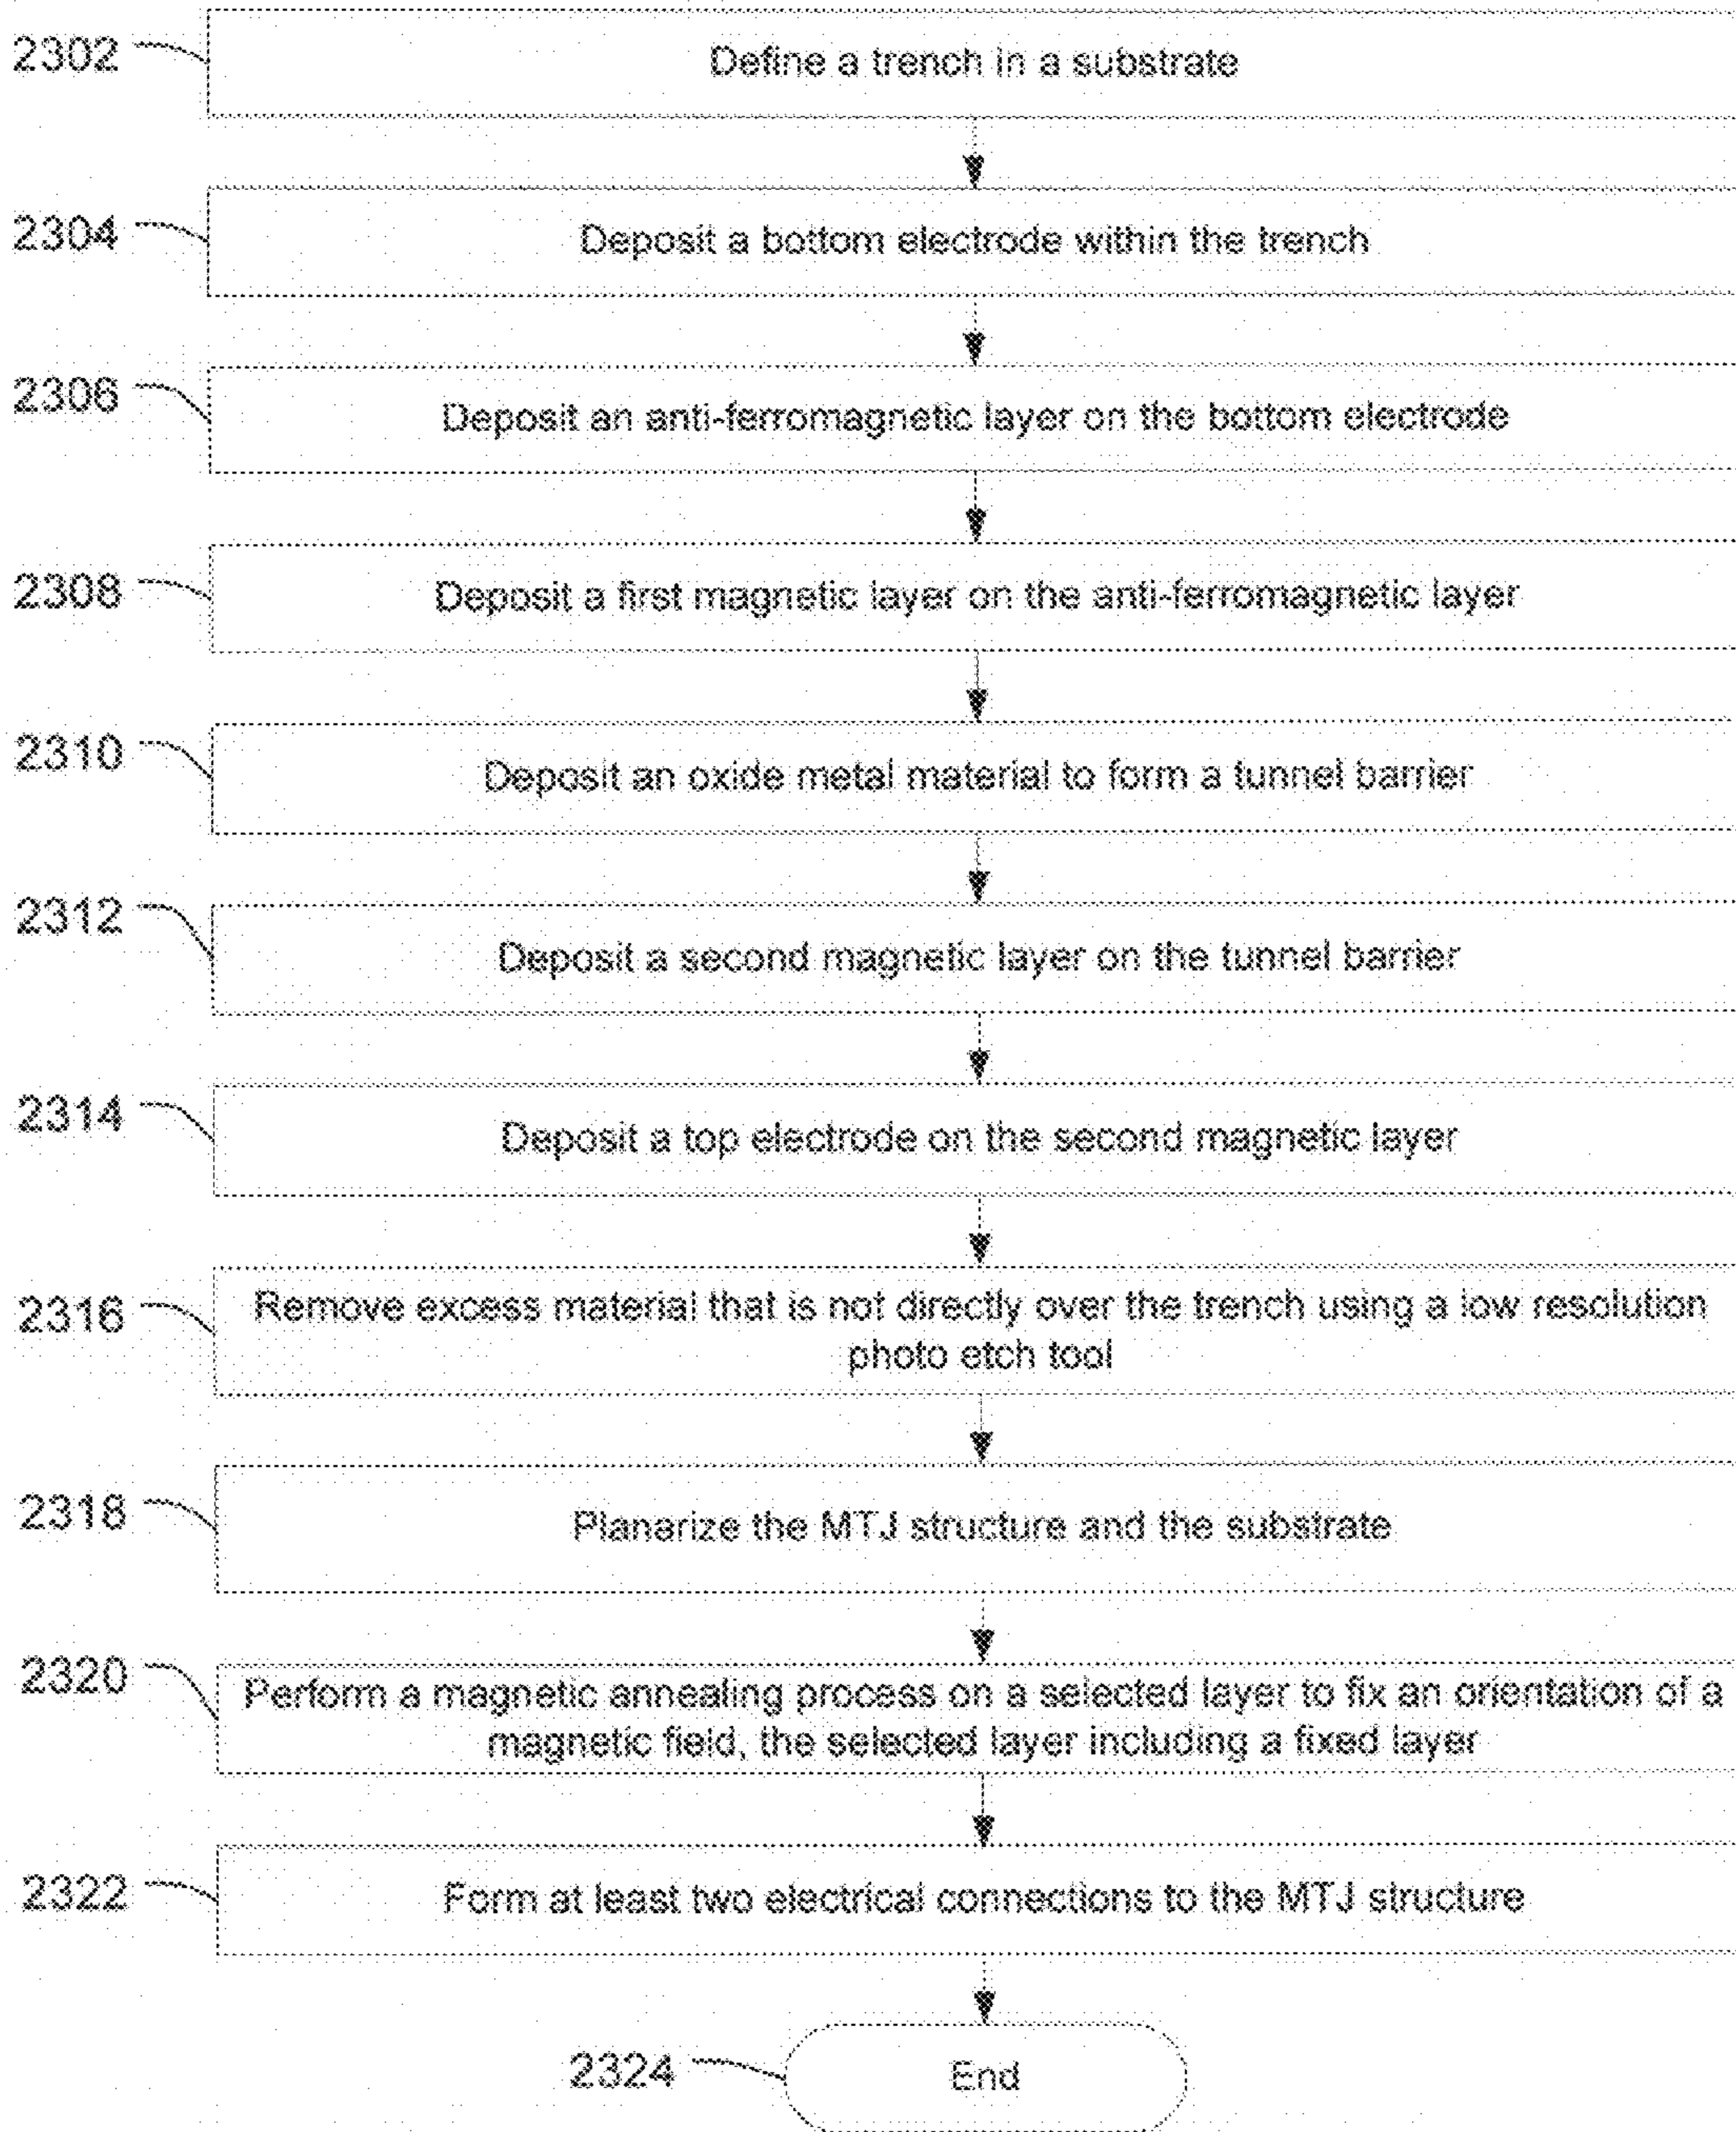 2302
Define a trench in a substrate
2304
Deposit a bottom electrode within the trench
2306
Deposit an anti-ferromagnetic layer on the bottom electrode
2308
Deposit a first magnetic layer on the anti-ferromagnetic layer
2310
Deposit an oxide metal material to form a tunnel barrier
2312
Deposit a second magnetic layer on the tunnel barrier
2314
Deposit a top electrode on the second magnetic layer
2316
Remove excess material that is not directly over the trench using a low resolution
photo etch tool
2318
Planarize the MTJ structure and the substrate
2320
Perform a magnetic annealing process on a selected layer to fix an orientation of a
magnetic field, the selected layer including a fixed layer
2322
Form at least two electrical connections to the MTJ structure
2324
End